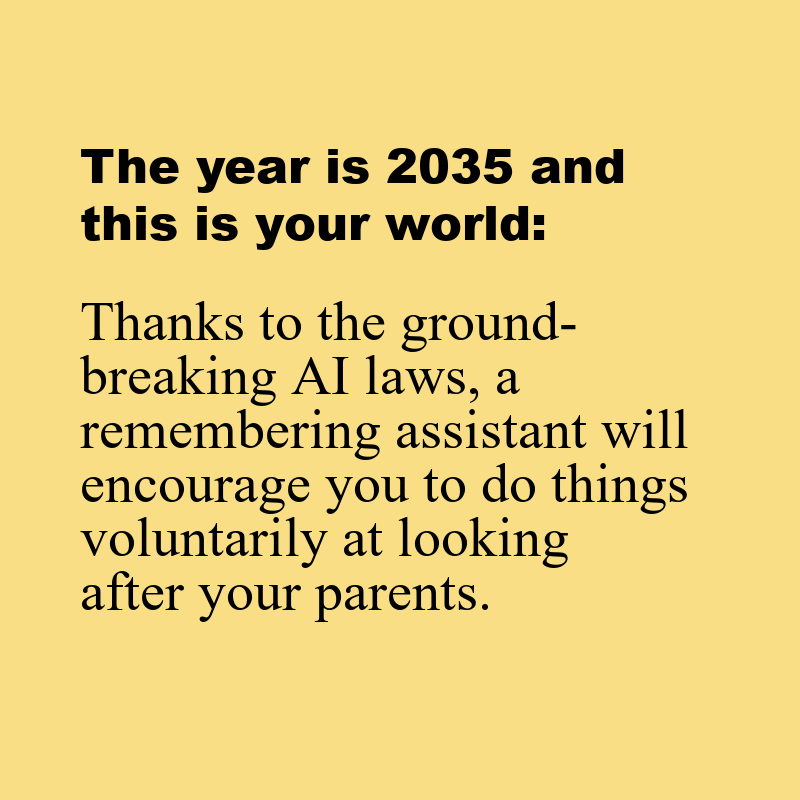 The year is 2035 and
this is your world:
Thanks to the ground-
breaking AI laws, a
remembering assistant will
encourage you to do things
voluntarily at looking
after your parents.